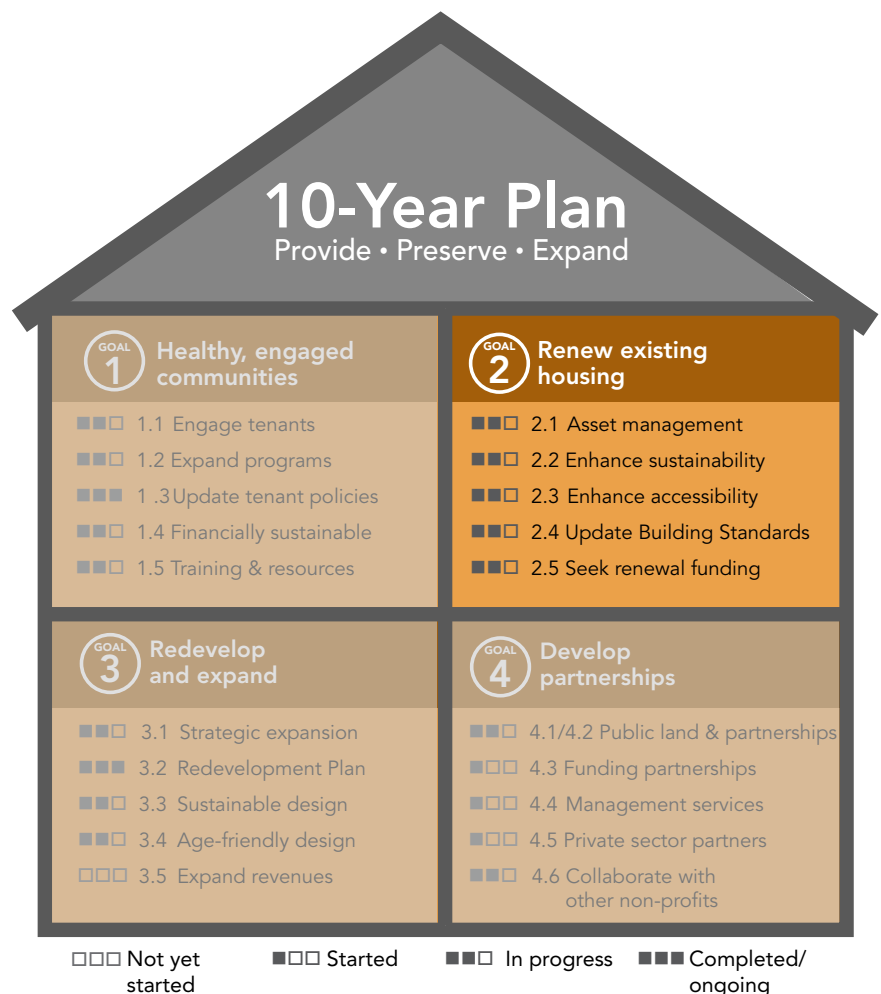 10-Year Plan
Provide • Preserve • Expand
GOAL
1
Healthy, engaged
communities
1.1 Engage tenants
1.2 Expand programs
1 .3Update tenant policies
1.4 Financially sustainable
1.5 Training & resources
GOAL
2
Renew existing
housing
2.1 Asset management
2.2 Enhance sustainability
2.3 Enhance accessibility
2.4 Update Building Standards
2.5 Seek renewal funding
GOAL
3
Redevelop
and expand
3.1 Strategic expansion
3.2 Redevelopment Plan
3.3 Sustainable design
3.4 Age-friendly design
3.5 Expand revenues
GOAL
4
Develop
partnerships
4.1/4.2 Public land & partnerships
4.3 Funding partnerships
4.4 Management services
4.5 Private sector partners
4.6 Collaborate with
other non-profits
Not yet
started
Started
In progress
Completed/
ongoing